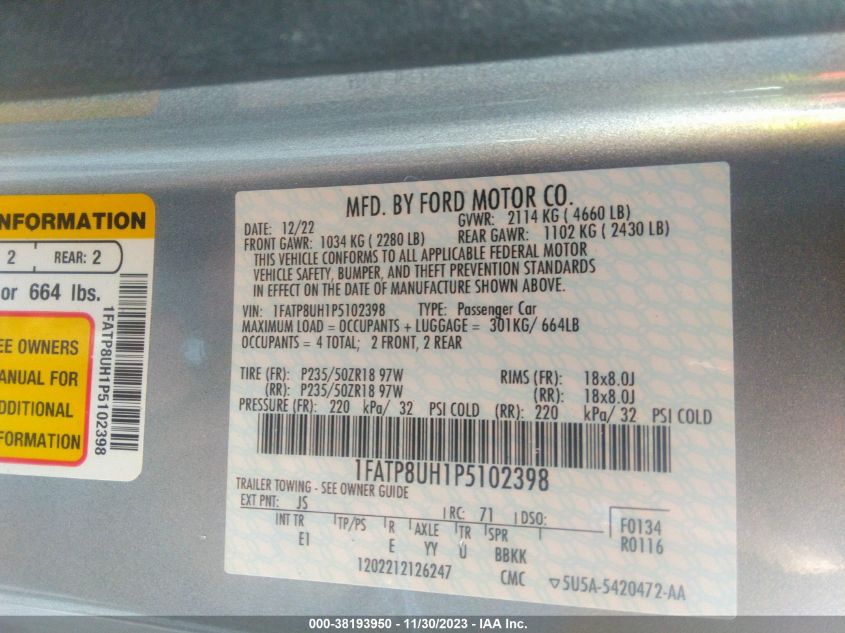 NFORMATION
2 REAR: 2
or 664 lbs.
EE OWNERS
ANUAL FOR
DDITIONAL
FORMATION
1FATP8UH1P5102398
MFD. BY FORD MOTOR CO.
DATE: 12/22 GVWR: 2114 KG ( 4660 LB)
FRONT GAWR: 1034 KG ( 2280 LB) REAR GAWR: 1102 KG ( 2430 LB)
THIS VEHICLE CONFORMS TO ALL APPLICABLE FEDERAL MOTOR
VEHICLE SAFETY, BUMPER, AND THEFT PREVENTION STANDARDS
IN EFFECT ON THE DATE OF MANUFACTURE SHOWN ABOVE.
VIN: 1FATP8UH1P5102398 TYPE: Passenger Car
MAXIMUM LOAD = OCCUPANTS + LUGGAGE = 301KG/ 664LB
OCCUPANTS = 4 TOTAL; 2 FRONT, 2 REAR
TIRE (FR): P235/50ZR18 97W RIMS (FR): 18x8.0J
(RR): P235/50ZR18 97W (RR): 18x8.0J
PRESSURE (FR): 220 kPa/ 32 PSI COLD (RR): 220 kPa/ 32 PSI COLD
1FATP8UH1P5102398
TRAILER TOWING - SEE OWNER GUIDE
EXT PNT: JS RC: 71 DSO: F0134
INT TR TP/PS R AXLE TR SPR R0116
EI E YY U BBKK
1202212126247 CMC 5U5A-5420472-AA
000-38193950 - 11/30/2023 - IAA Inc.